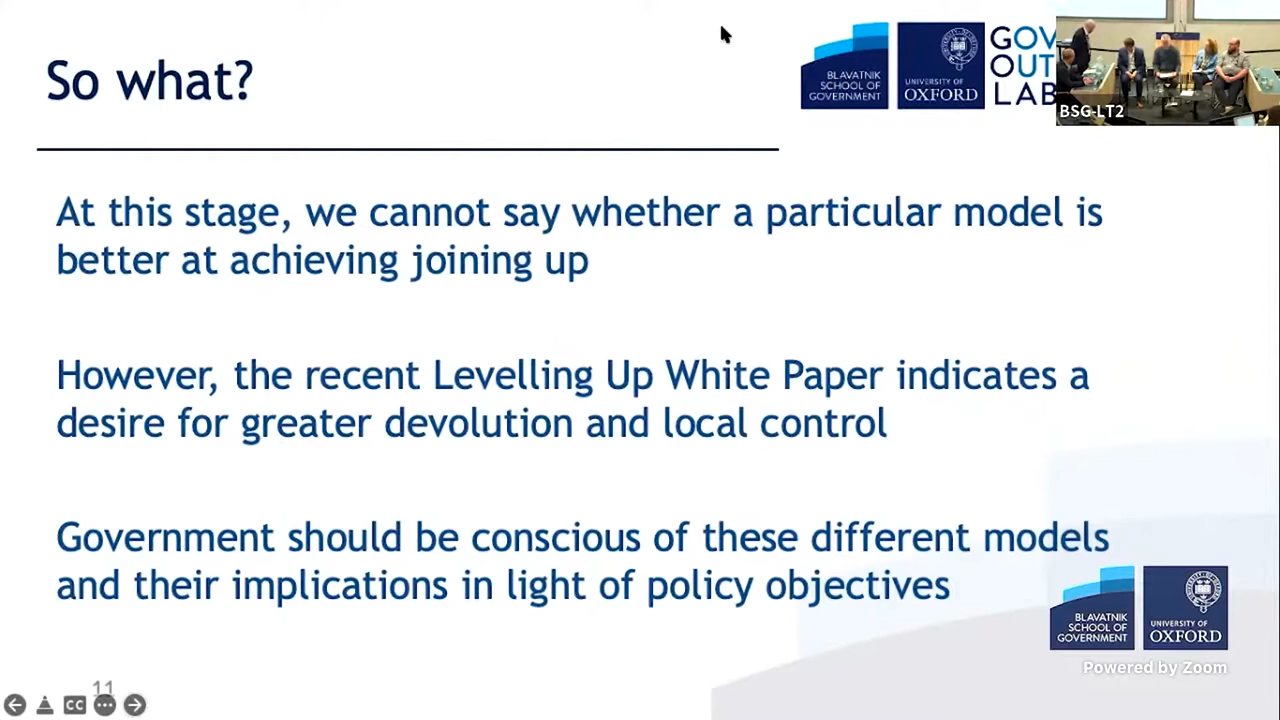 So what?
BLAVATNIK
SCHOOL OF
GOVERNMENT
UNIVERSITY OF
OXFORD
GOV
OUT
LAB
BSG-LT2
At this stage, we cannot say whether a particular model is
better at achieving joining up
However, the recent Levelling Up White Paper indicates a
desire for greater devolution and local control
Government should be conscious of these different models
and their implications in light of policy objectives
BLAVATNIK
SCHOOL OF
GOVERNMENT
UNIVERSITY OF
OXFORD
Powered by Zoom
11
CC